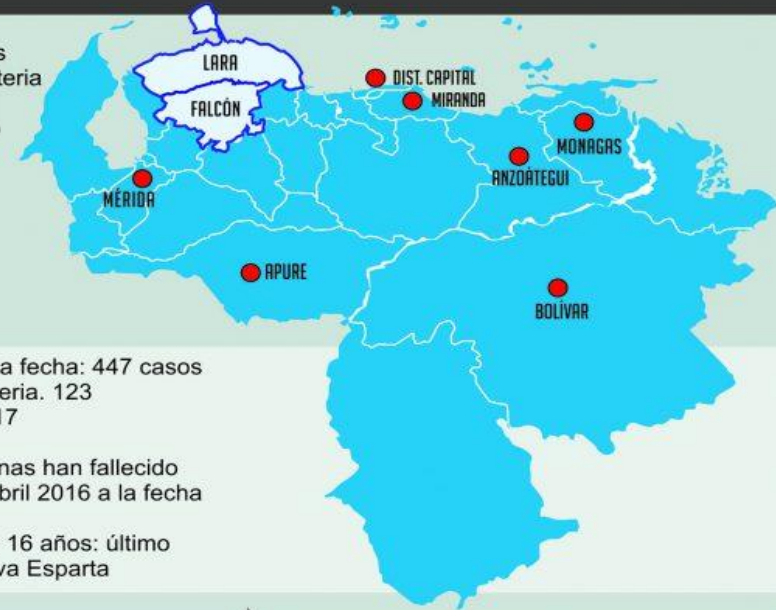 s
teria
LARA
FALCÓN
DIST. CAPITAL
MIRANDA
MONAGAS
ANZOÁTEGUI
MÉRIDA
APURE
BOLÍVAR
a fecha: 447 casos
eria. 123
17
nas han fallecido
bril 2016 a la fecha
16 años: último
va Esparta